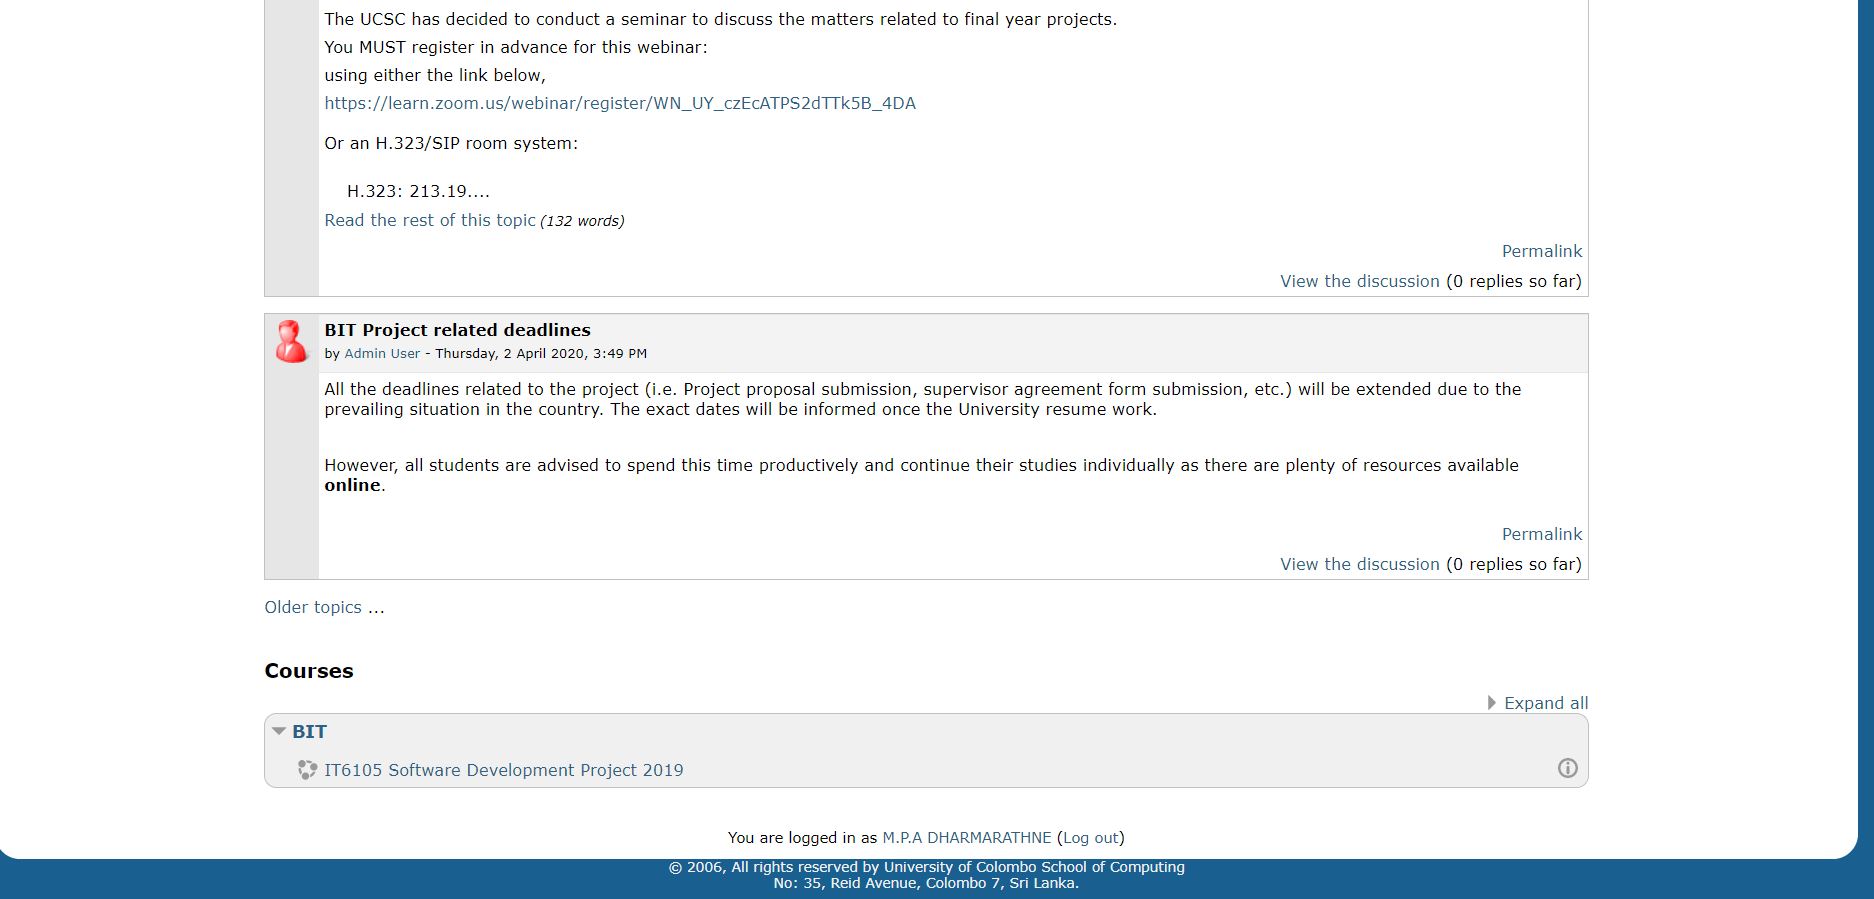 The UCSC has decided to conduct a seminar to discuss the matters related to final year projects.
You MUST register in advance for this webinar:
using either the link below,
https://learn.zoom.us/webinar/register/WN_UY_czEcATPS2dTTk5B_4DA
Or an H.323/SIP room system:
H.323: 213.19....
Read the rest of this topic (132 words)
Permalink
View the discussion (0 replies so far)
BIT Project related deadlines
by Admin User - Thursday, 2 April 2020, 3:49 PM
All the deadlines related to the project (i.e. Project proposal submission, supervisor agreement form submission, etc.) will be extended due to the
prevailing situation in the country. The exact dates will be informed once the University resume work.
However, all students are advised to spend this time productively and continue their studies individually as there are plenty of resources available
online.
Permalink
View the discussion (0 replies so far)
Older topics ...
Courses
Expand all
BIT
IT6105 Software Development Project 2019
You are logged in as M.P.A DHARMARATHNE (Log out)
© 2006, All rights reserved by University of Colombo School of Computing
No: 35, Reid Avenue, Colombo 7, Sri Lanka.